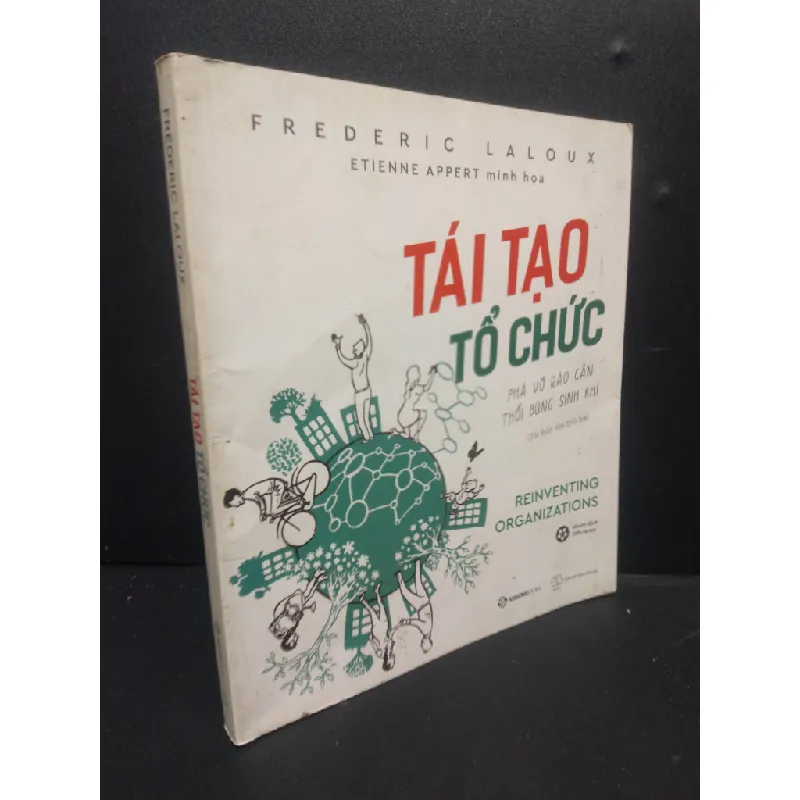 FREDERIC LALOUX
ETIENNE APPERT minh họa
TÁI TẠO
TỔ CHỨC
PHÁ VỠ RÀO CẢN
THỔI BÙNG SINH KHÍ
REINVENTING
ORGANIZATIONS
FREDERIC LALOUX
TÁI TẠO TỔ CHỨC